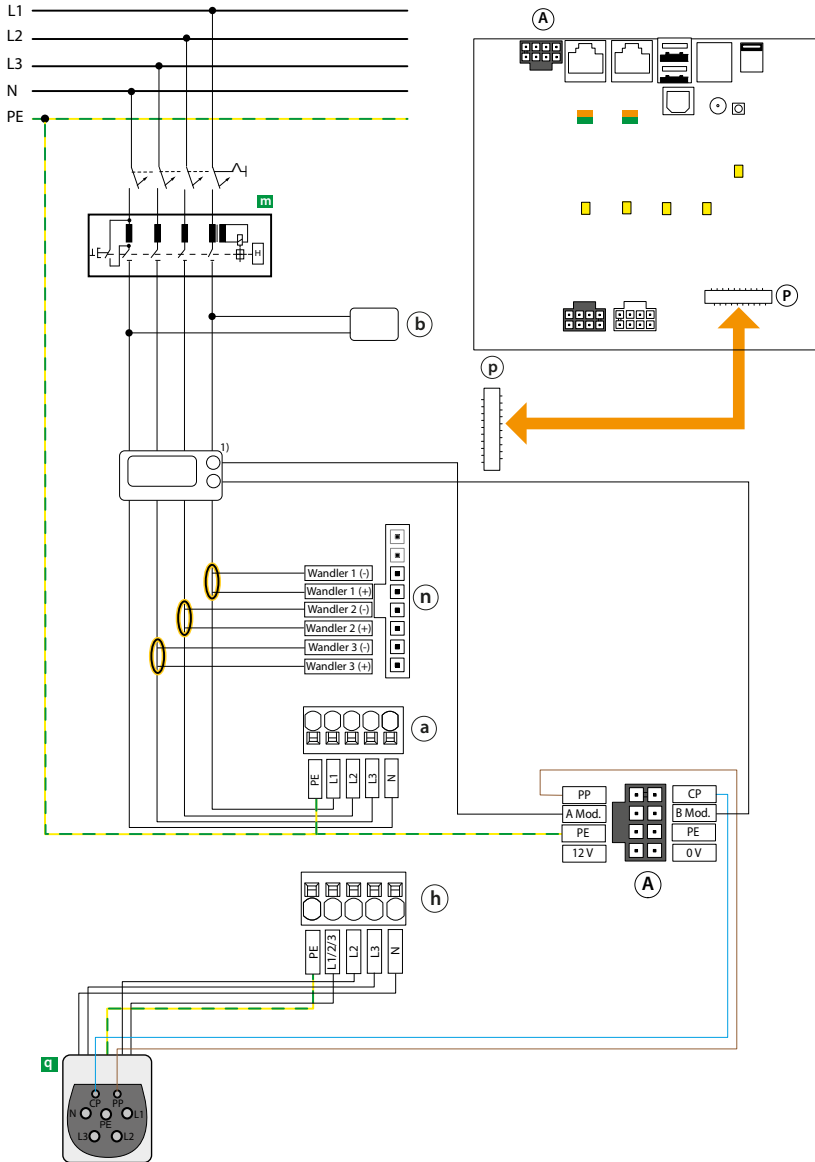 L1
L2
L3
N
PE
A
m
H
b
P
p
1)
Wandler 1 (-)
Wandler 1 (+)
Wandler 2 (-)
Wandler 2 (+)
Wandler 3 (-)
Wandler 3 (+)
n
a
PE
L1
L2
L3
N
PP
A Mod.
PE
12 V
CP
B Mod.
PE
0 V
A
h
PE
L1/2/3
L2
L3
N
q
CP
PP
N
L1
PE
L3
L2